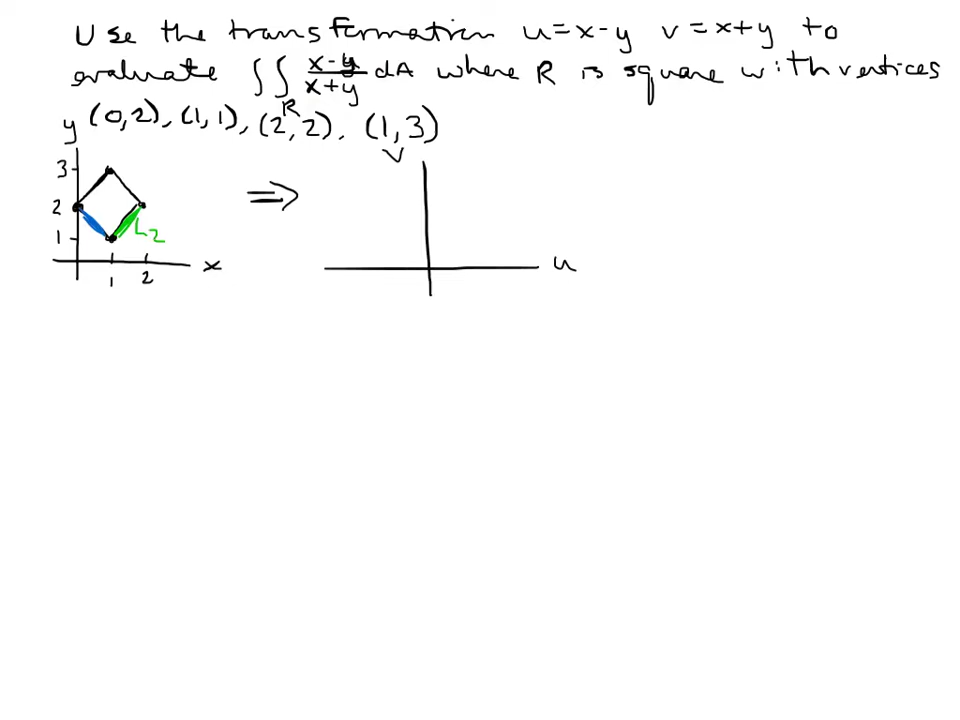 Use the transformation u=x-y v=x+y to
evaluate ∫∫ (x-y)/(x+y) dA where R is square with vertices
R
(0,2), (1,1), (2,2), (1,3)
y
3
2
1
L2
1 2
x
⇒
v
u